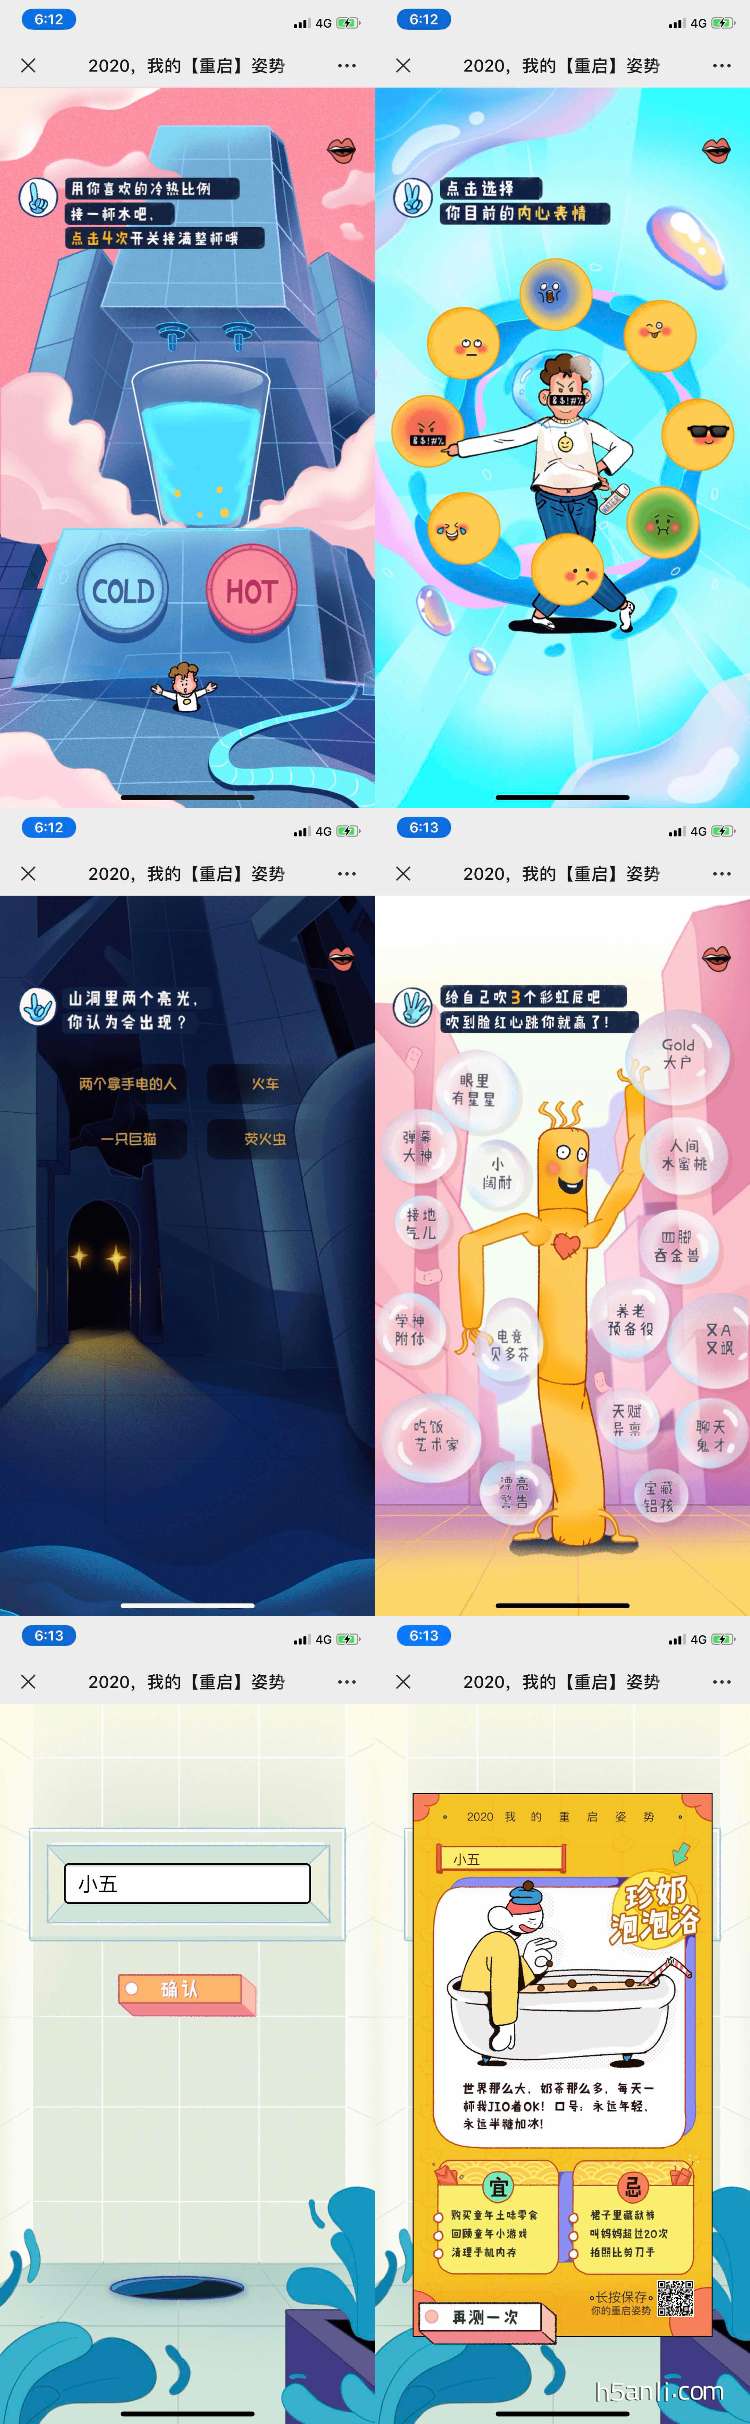 6:12
4G
2020，我的【重启】姿势
用你喜欢的冷热比例
接一杯水吧，
点击4次开关接满整杯哦
COLD
HOT
6:12
4G
2020，我的【重启】姿势
点击选择
你目前的内心表情
&$!#%
&$!#%
6:12
4G
2020，我的【重启】姿势
山洞里两个亮光，
你认为会出现？
两个拿手电的人
火车
一只巨猫
荧火虫
6:13
4G
2020，我的【重启】姿势
给自己吹3个彩虹屁吧
吹到脸红心跳你就赢了！
Gold
大户
眼里
有星星
弹幕
大神
小
阔耐
人间
水蜜桃
接地
气儿
四脚
吞金兽
学神
附体
电竞
贝多芬
养老
预备役
又A
又飒
吃饭
艺术家
天赋
异禀
聊天
鬼才
漂亮
警告
宝藏
铝孩
6:13
4G
2020，我的【重启】姿势
小五
确认
6:13
4G
2020，我的【重启】姿势
2020 我的重启姿势
小五
珍奶
泡泡浴
世界那么大，奶茶那么多，每天一
杯我JIO着OK！口号：永远年轻，
永远半糖加冰！
宜
购买童年土味零食
回顾童年小游戏
清理手机内存
忌
裙子里藏秋裤
叫妈妈超过20次
拍照比剪刀手
长按保存
你的重启姿势
再测一次
h5anli.com